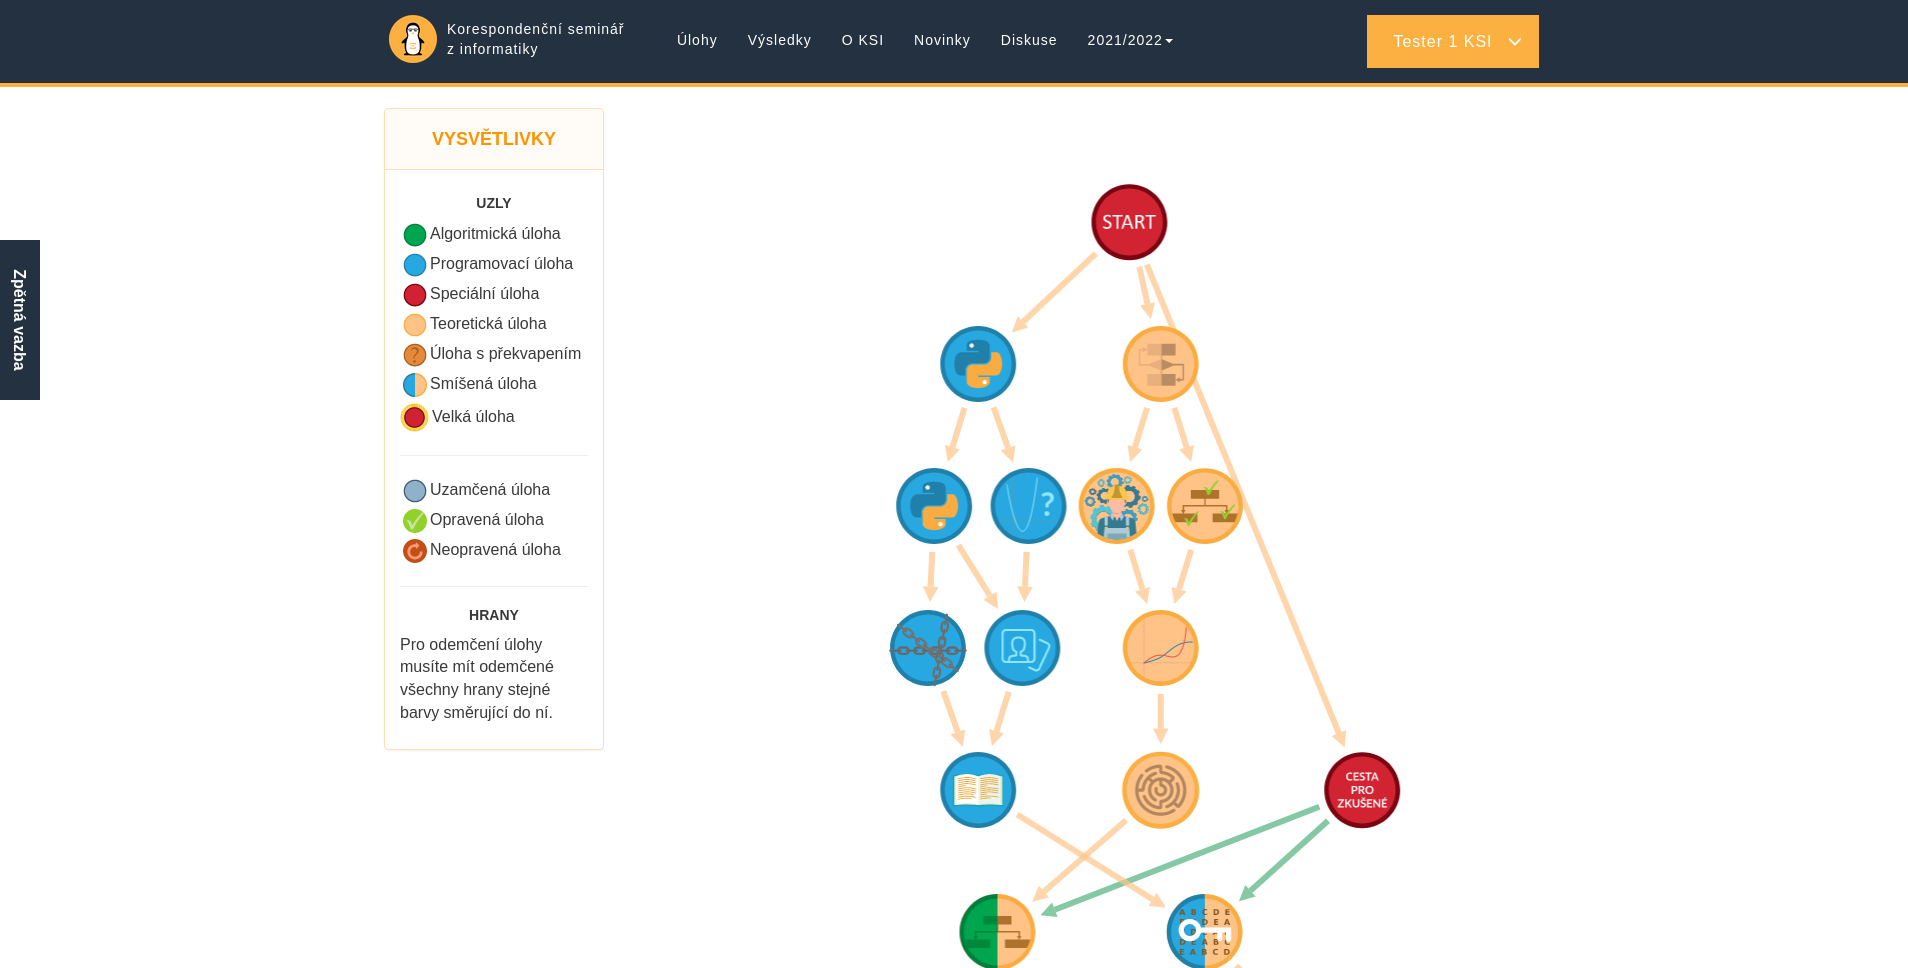 Korespondenční seminář
z informatiky
Úlohy
Výsledky
O KSI
Novinky
Diskuse
2021/2022
Tester 1 KSI
Zpětná vazba
VYSVĚTLIVKY
UZLY
Algoritmická úloha
Programovací úloha
Speciální úloha
Teoretická úloha
?
Úloha s překvapením
Smíšená úloha
Velká úloha
Uzamčená úloha
Opravená úloha
Neopravená úloha
HRANY
Pro odemčení úlohy
musíte mít odemčené
všechny hrany stejné
barvy směrující do ní.
START
?
CESTA
PRO
ZKUŠENÉ
A B C D E
E A B C D